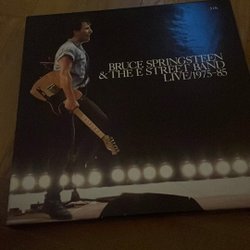 BRUCE SPRINGSTEEN
& THE E STREET BAND
LIVE/1975–85